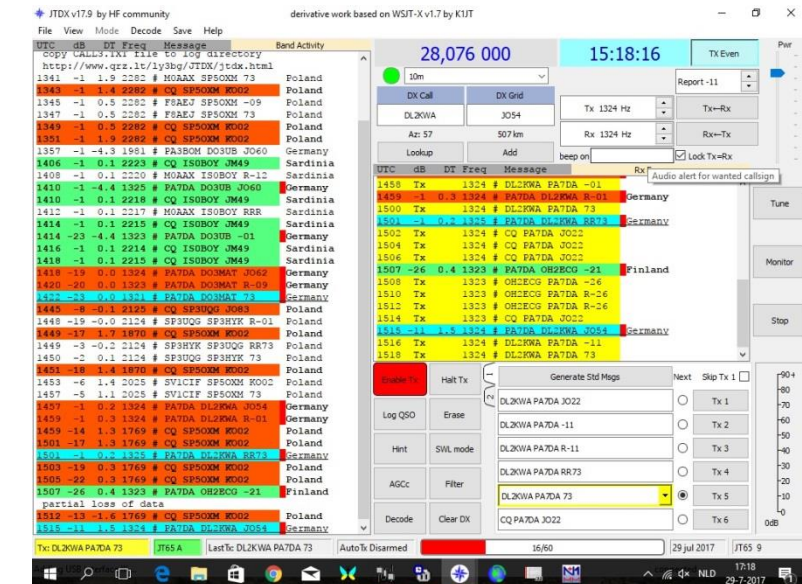 JTDX v17.9 by HF community derivative work based on WSJT-X v1.7 by K1JT
File View Mode Decode Save Help
UTC dB DT Freq Message Band Activity
copy CALL3.TXT file to log directory
http://www.qrz.lt/ly3bg/JTDX/jtdx.html
1341 -1 1.9 2282 # M0AXX SP5OXM 73 Poland
1343 -1 1.4 2282 # CQ SP5OXM KO02 Poland
1345 -1 0.5 2282 # F8AEJ SP5OXM -09 Poland
1347 -1 0.5 2282 # F8AEJ SP5OXM 73 Poland
1349 -1 0.5 2282 # CQ SP5OXM KO02 Poland
1351 -1 1.9 2282 # CQ SP5OXM KO02 Poland
1357 -1 -4.3 1981 # PA3BOM DO3UB JO60 Germany
1406 -1 0.1 2223 # CQ IS0BOY JM49 Sardinia
1408 -1 0.1 2220 # M0AXX IS0BOY R-12 Sardinia
1410 -1 -4.4 1325 # PA7DA DO3UB JO60 Germany
1410 -1 0.1 2218 # CQ IS0BOY JM49 Sardinia
1412 -1 0.1 2217 # M0AXX IS0BOY RRR Sardinia
1414 -1 0.1 2215 # CQ IS0BOY JM49 Sardinia
1414 -23 -4.4 1323 # PA7DA DO3UB -01 Germany
1416 -1 0.1 2214 # CQ IS0BOY JM49 Sardinia
1418 -1 0.1 2215 # CQ IS0BOY JM49 Sardinia
1418 -19 0.0 1324 # PA7DA DO3MAT JO62 Germany
1420 -20 0.0 1323 # PA7DA DO3MAT R-09 Germany
1422 -23 0.0 1321 # PA7DA DO3MAT 73 Germany
1445 -8 -0.1 2125 # CQ SP3UQG JO83 Poland
1448 -19 -0.0 2124 # SP3UQG SP3HYK R-01 Poland
1449 -17 1.7 1870 # CQ SP5OXM KO02 Poland
1449 -3 -0.2 2124 # SP3HYK SP3UQG RR73 Poland
1450 -2 0.1 2124 # SP3UQG SP3HYK 73 Poland
1451 -18 1.4 1870 # CQ SP5OXM KO02 Poland
1453 -6 1.4 2025 # SV1CIF SP5OXM KO02 Poland
1457 -5 1.1 2025 # SV1CIF SP5OXM 73 Poland
1457 -1 0.2 1324 # PA7DA DL2KWA JO54 Germany
1459 -1 0.3 1324 # PA7DA DL2KWA R-01 Germany
1459 -14 1.3 1769 # CQ SP5OXM KO02 Poland
1501 -17 1.3 1769 # CQ SP5OXM KO02 Poland
1501 -1 0.2 1325 # PA7DA DL2KWA RR73 Germany
1503 -19 0.3 1769 # CQ SP5OXM KO02 Poland
1505 -22 0.3 1769 # CQ SP5OXM KO02 Poland
1507 -26 0.4 1323 # PA7DA OH2ECG -21 Finland
partial loss of data
1512 -13 -1.6 1769 # CQ SP5OXM KO02 Poland
1515 -11 1.5 1324 # PA7DA DL2KWA JO54 Germany
28,076 000 15:18:16 TX Even Pwr
10m Report -11
DX Call DX Grid
DL2KWA JO54 Tx 1324 Hz Tx←Rx
Az: 57 507 km Rx 1324 Hz Rx←Tx
Lookup Add beep on Lock Tx=Rx
UTC dB DT Freq Message
Audio alert for wanted callsign
1458 Tx 1324 # DL2KWA PA7DA -01
1459 -1 0.3 1324 # PA7DA DL2KWA R-01 Germany
1500 Tx 1324 # DL2KWA PA7DA 73
1501 -1 0.2 1325 # PA7DA DL2KWA RR73 Germany
1502 Tx 1324 # CQ PA7DA JO22
1504 Tx 1324 # CQ PA7DA JO22
1506 Tx 1324 # CQ PA7DA JO22
1507 -26 0.4 1323 # PA7DA OH2ECG -21 Finland
1508 Tx 1323 # OH2ECG PA7DA -26
1510 Tx 1323 # OH2ECG PA7DA R-26
1512 Tx 1323 # OH2ECG PA7DA R-26
1514 Tx 1323 # CQ PA7DA JO22
1515 -11 1.5 1324 # PA7DA DL2KWA JO54 Germany
1516 Tx 1324 # DL2KWA PA7DA -11
1518 Tx 1324 # DL2KWA PA7DA 73
Tune
Monitor
Stop
Enable Tx Halt Tx 1 Generate Std Msgs Next Skip Tx 1
2 DL2KWA PA7DA JO22 Tx 1
Log QSO Erase DL2KWA PA7DA -11 Tx 2
Hint SWL mode DL2KWA PA7DA R-11 Tx 3
DL2KWA PA7DA RR73 Tx 4
AGCc Filter DL2KWA PA7DA 73 Tx 5
Decode Clear DX CQ PA7DA JO22 Tx 6
90+
80
70
60
50
40
30
20
10
0
0dB
Tx: DL2KWA PA7DA 73 JT65 A LastTx: DL2KWA PA7DA 73 AutoTx Disarmed 16/60 29 jul 2017 JT65 9
NLD 17:18
29-7-2017